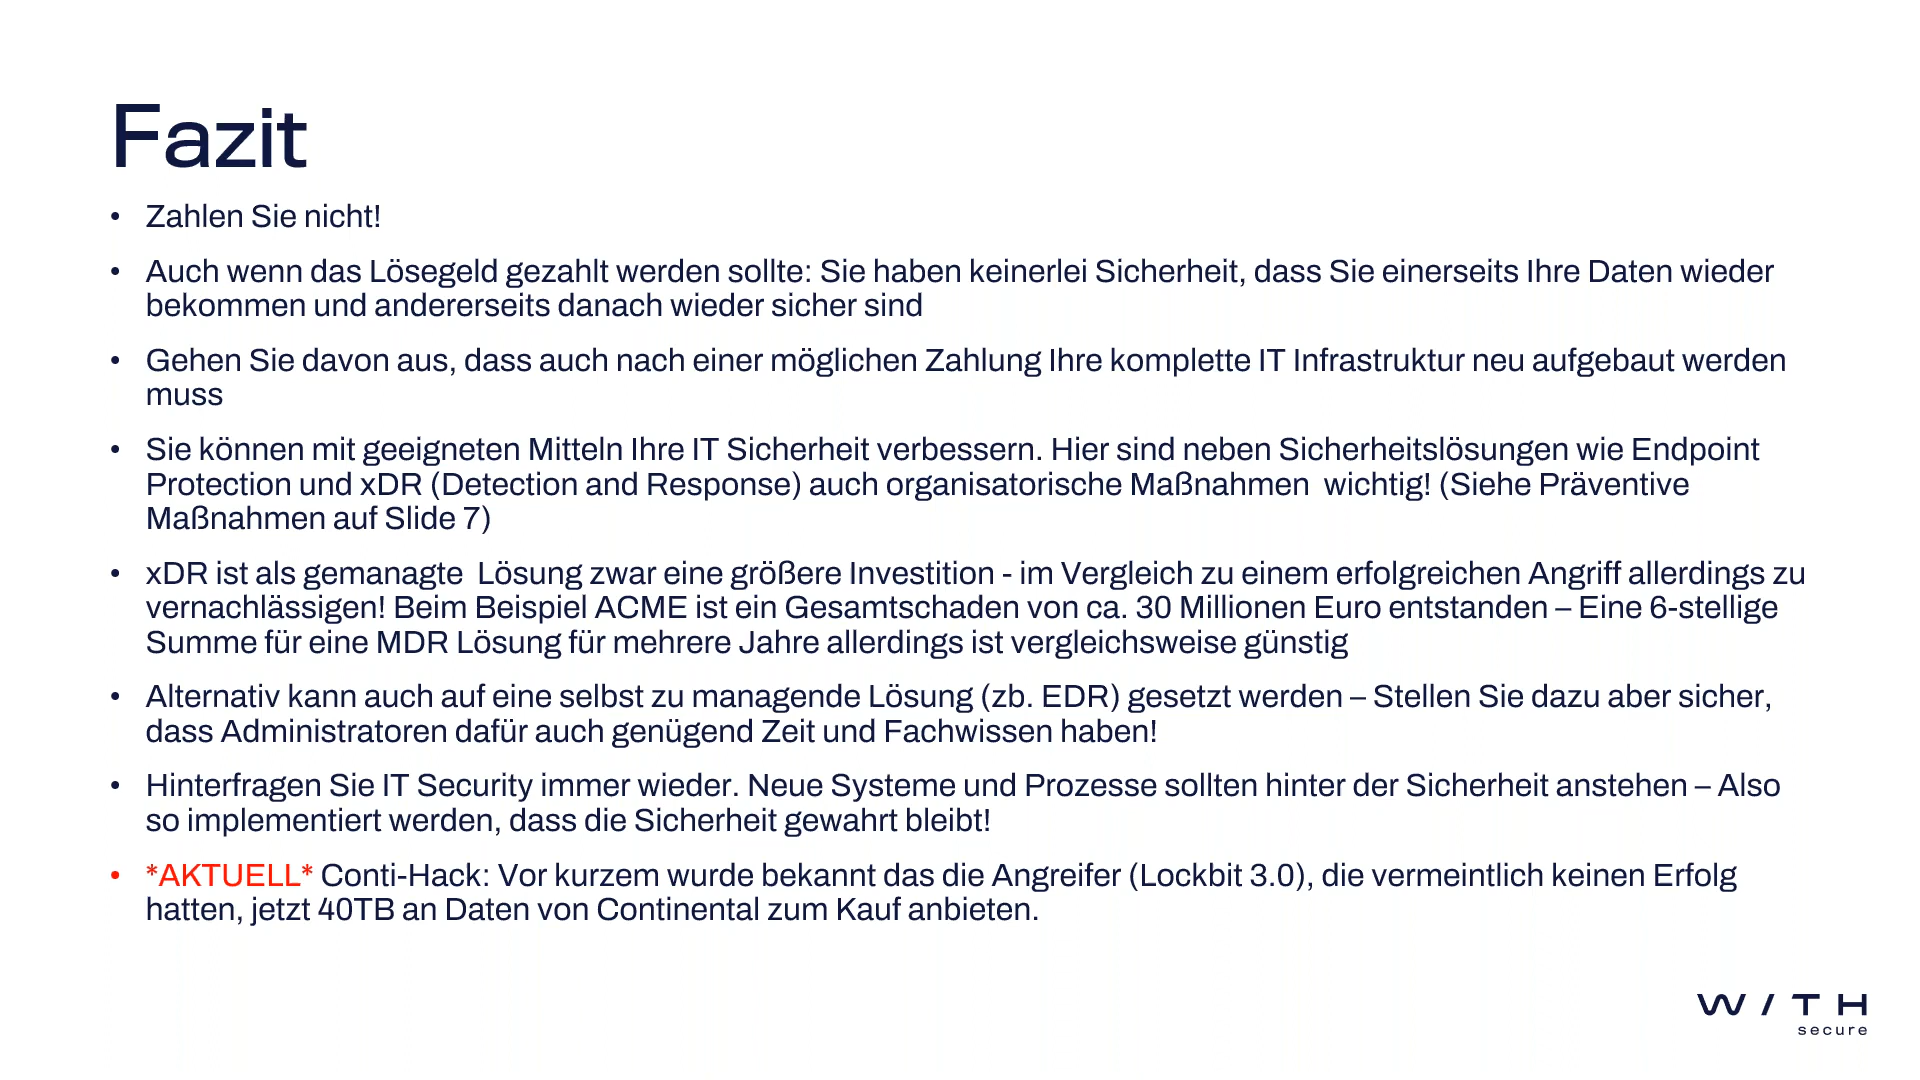 Fazit
• Zahlen Sie nicht!
• Auch wenn das Lösegeld gezahlt werden sollte: Sie haben keinerlei Sicherheit, dass Sie einerseits Ihre Daten wieder
bekommen und andererseits danach wieder sicher sind
• Gehen Sie davon aus, dass auch nach einer möglichen Zahlung Ihre komplette IT Infrastruktur neu aufgebaut werden
muss
• Sie können mit geeigneten Mitteln Ihre IT Sicherheit verbessern. Hier sind neben Sicherheitslösungen wie Endpoint
Protection und xDR (Detection and Response) auch organisatorische Maßnahmen  wichtig! (Siehe Präventive
Maßnahmen auf Slide 7)
• xDR ist als gemanagte  Lösung zwar eine größere Investition - im Vergleich zu einem erfolgreichen Angriff allerdings zu
vernachlässigen! Beim Beispiel ACME ist ein Gesamtschaden von ca. 30 Millionen Euro entstanden – Eine 6-stellige
Summe für eine MDR Lösung für mehrere Jahre allerdings ist vergleichsweise günstig
• Alternativ kann auch auf eine selbst zu managende Lösung (zb. EDR) gesetzt werden – Stellen Sie dazu aber sicher,
dass Administratoren dafür auch genügend Zeit und Fachwissen haben!
• Hinterfragen Sie IT Security immer wieder. Neue Systeme und Prozesse sollten hinter der Sicherheit anstehen – Also
so implementiert werden, dass die Sicherheit gewahrt bleibt!
• *AKTUELL* Conti-Hack: Vor kurzem wurde bekannt das die Angreifer (Lockbit 3.0), die vermeintlich keinen Erfolg
hatten, jetzt 40TB an Daten von Continental zum Kauf anbieten.
W / T H
secure